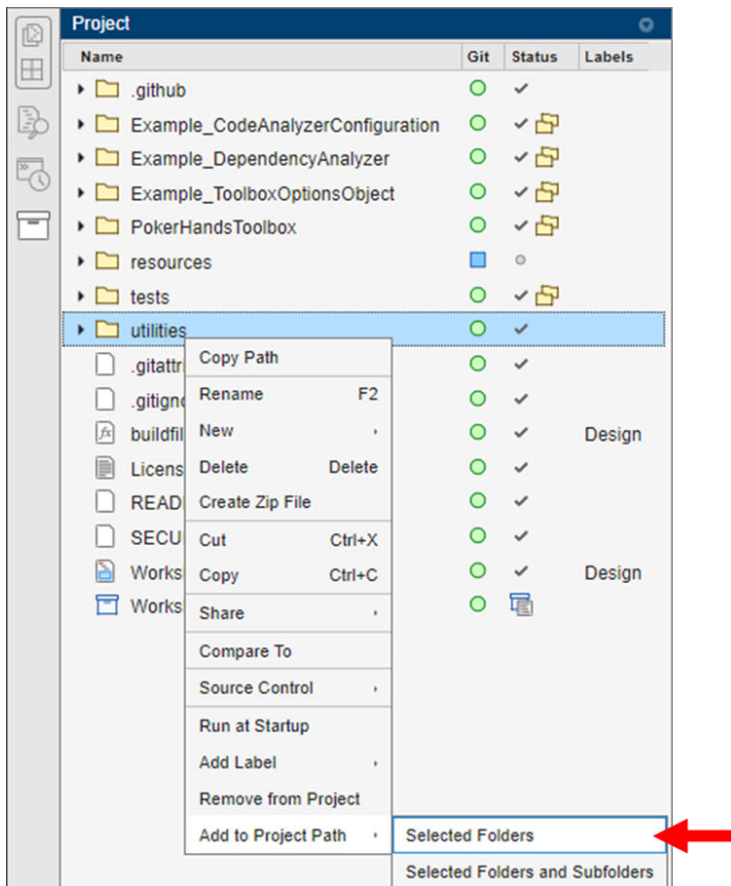 Project
Name Git Status Labels
.github
Example_CodeAnalyzerConfiguration
Example_DependencyAnalyzer
Example_ToolboxOptionsObject
PokerHandsToolbox
resources
tests
utilities
.gitattri
.gitigno
buildfil Design
Licens
READ
SECU
Works Design
Works
Copy Path
Rename F2
New
Delete Delete
Create Zip File
Cut Ctrl+X
Copy Ctrl+C
Share
Compare To
Source Control
Run at Startup
Add Label
Remove from Project
Add to Project Path
Selected Folders
Selected Folders and Subfolders